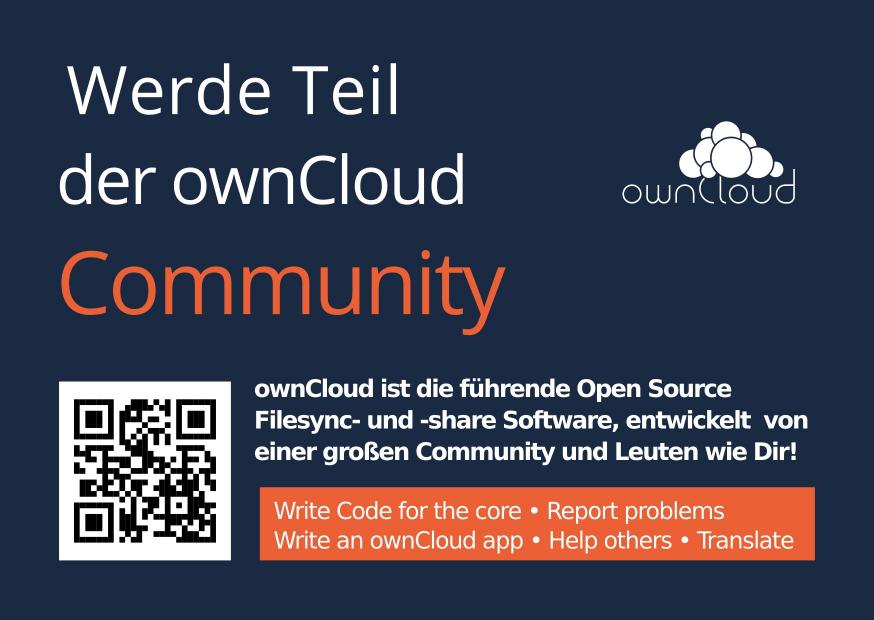 Werde Teil
der ownCloud
Community
ownCloud
ownCloud ist die führende Open Source
Filesync- und -share Software, entwickelt von
einer großen Community und Leuten wie Dir!
Write Code for the core • Report problems
Write an ownCloud app • Help others • Translate